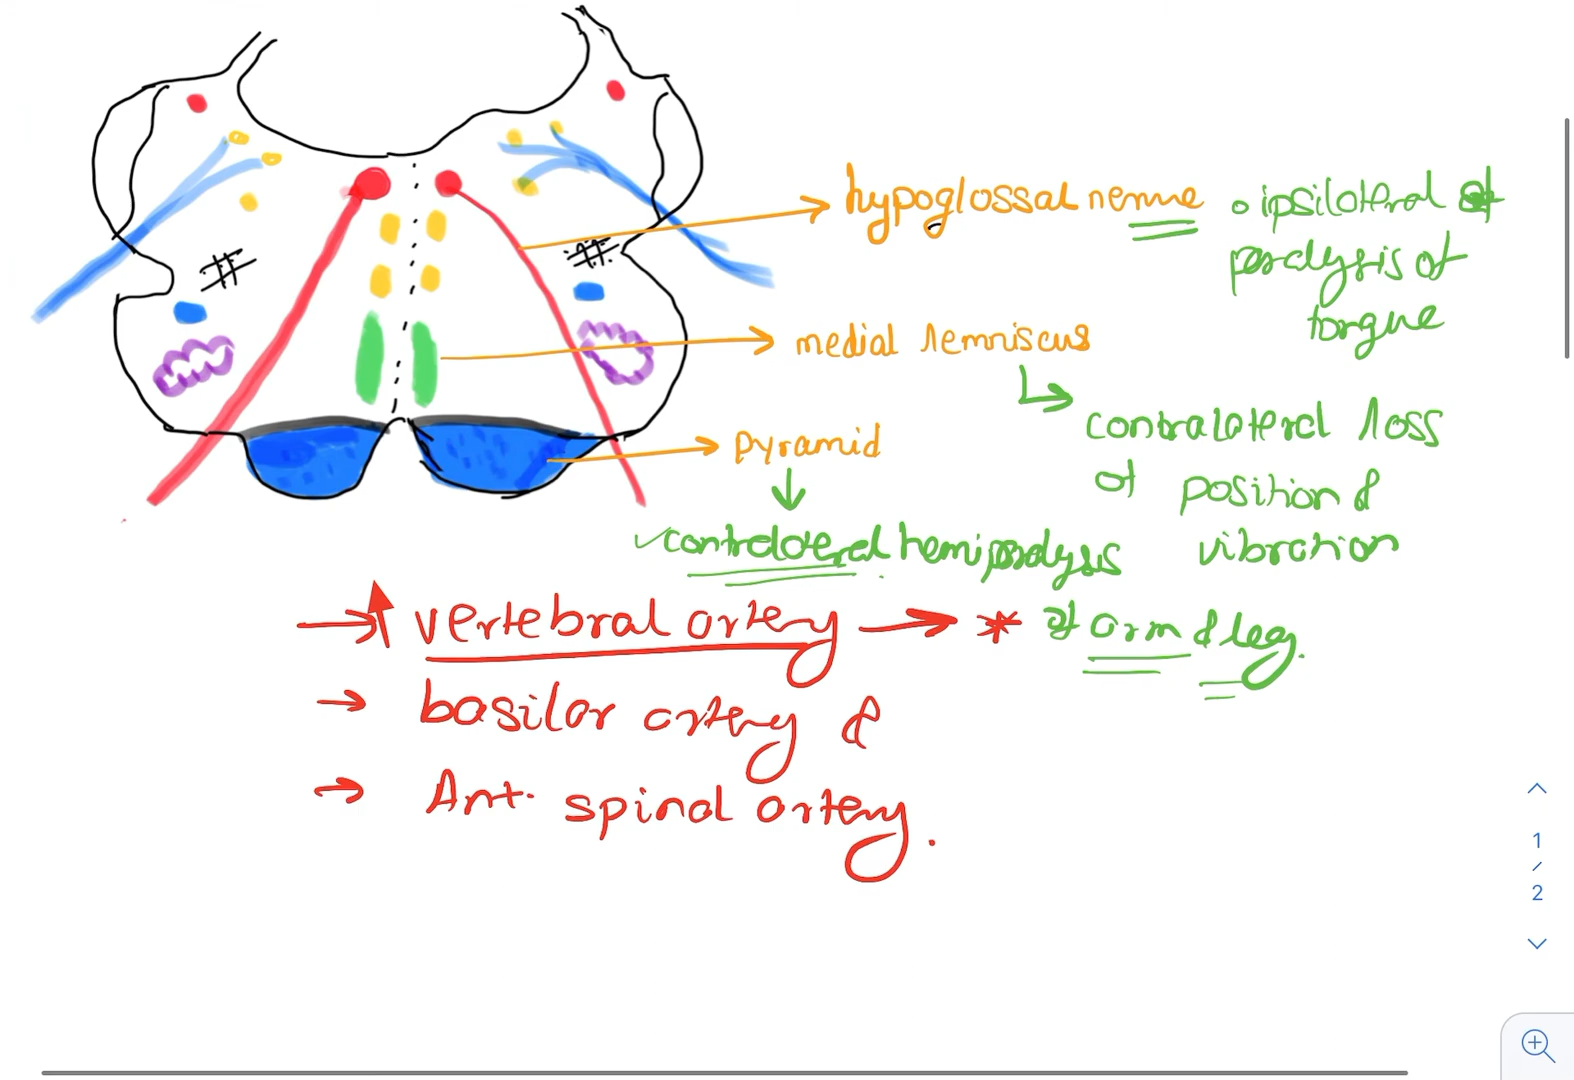 hypoglossal nerve
ipsilateral
paralysis of
tongue
medial lemniscus
contralateral loss
of position &
vibration
pyramid
contralateral hemiparalysis
of arm & leg.
→ vertebral artery → *
→ basilar artery &
→ Ant. spinal artery.
1
/
2